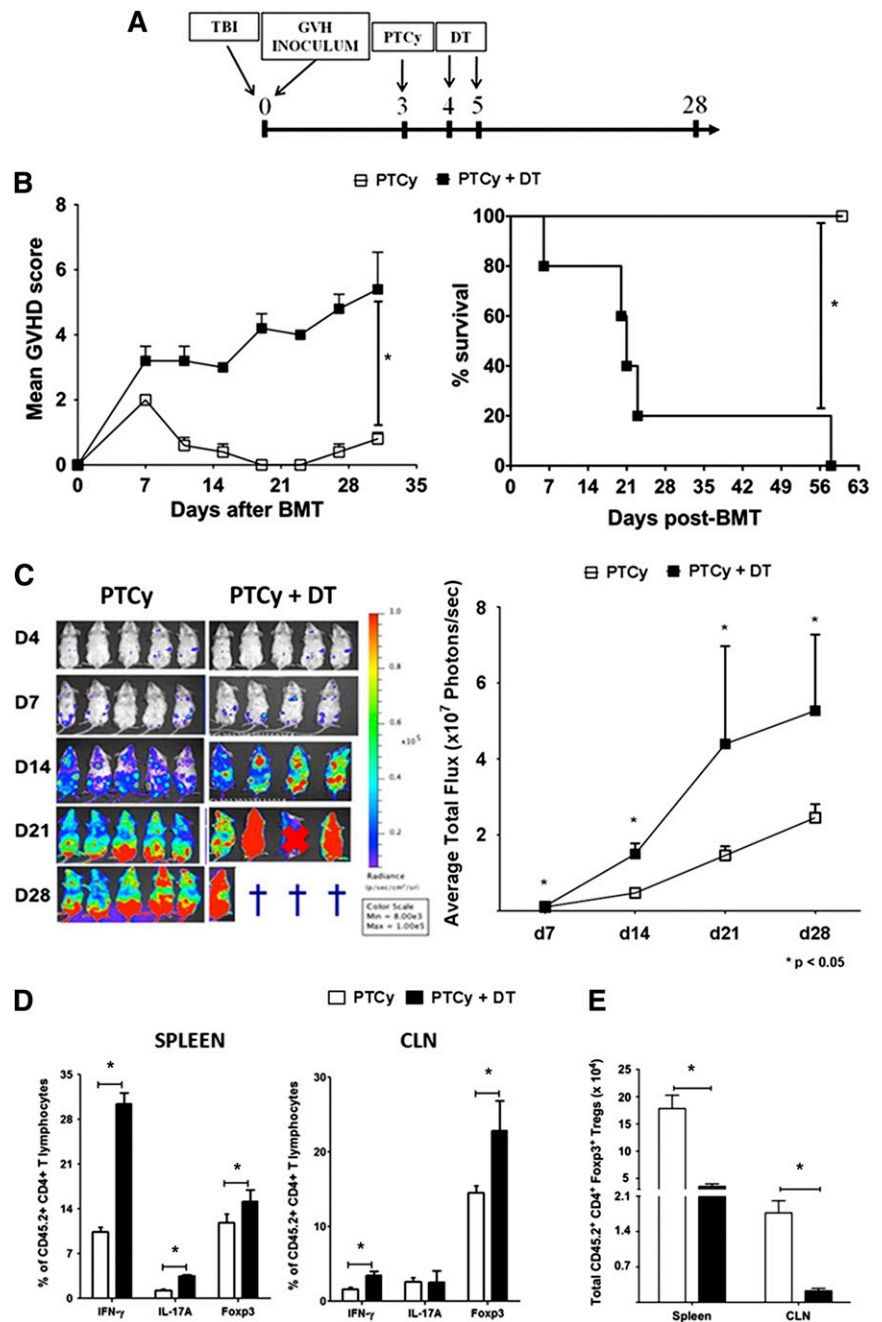 A
TBI
GVH
INOCULUM
PTCy
DT
0
3
4
5
28
B
PTCy
PTCy + DT
Mean GVHD score
8
6
4
2
0
0 7 14 21 28 35
Days after BMT
*
% survival
100
80
60
40
20
0
0 7 14 21 28 35 42 49 56 63
Days post-BMT
*
C
PTCy
PTCy + DT
D4
D7
D14
D21
D28
1.0
0.8
0.6
x10⁵
0.4
0.2
Radiance
(p/sec/cm²/sr)
Color Scale
Min = 8.00e3
Max = 1.00e5
PTCy
PTCy + DT
Average Total Flux (x10⁷ Photons/sec)
8
6
4
2
* * * *
d7 d14 d21 d28
* p < 0.05
D
PTCy
PTCy + DT
SPLEEN
% of CD45.2+ CD4+ T lymphocytes
35
28
21
14
7
0
* * *
IFN-γ IL-17A Foxp3
CLN
% of CD45.2+ CD4+ T lymphocytes
30
20
10
0
* *
IFN-γ IL-17A Foxp3
E
Total CD45.2⁺ CD4⁺ Foxp3⁺ Tregs (x 10⁴)
25
20
15
10
5
2.1
1.4
0.7
* *
Spleen CLN